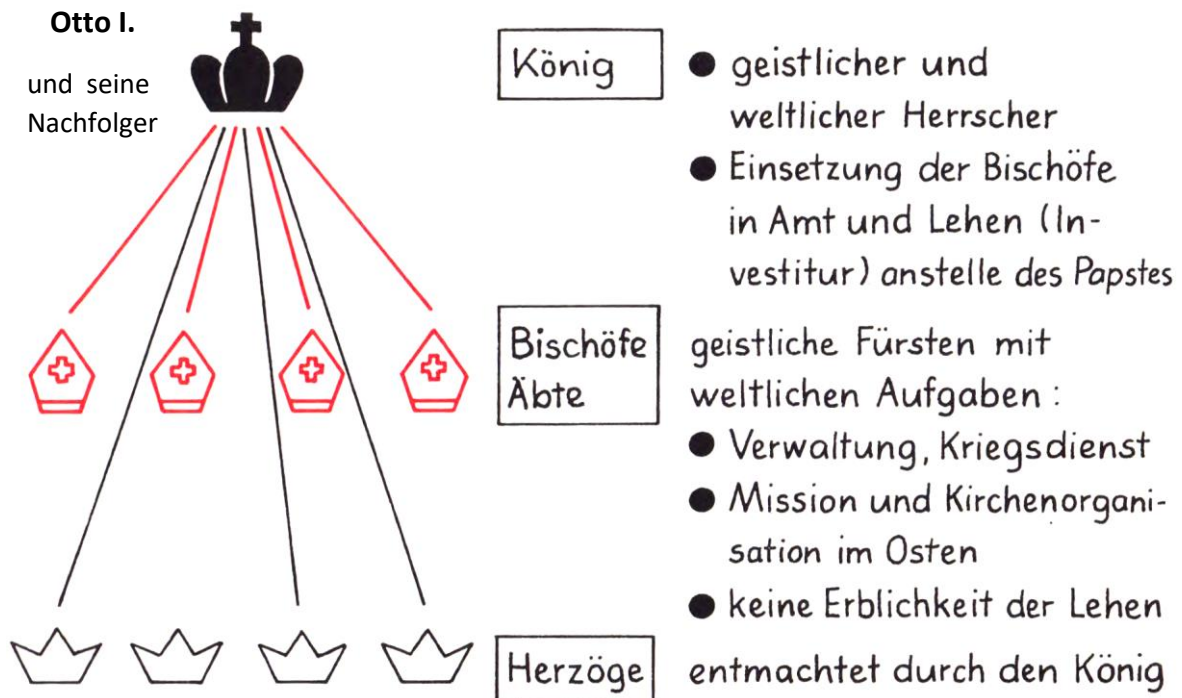 Otto I.
und seine
Nachfolger
König
● geistlicher und
weltlicher Herrscher
● Einsetzung der Bischöfe
in Amt und Lehen (In-
vestitur) anstelle des Papstes
Bischöfe
Äbte
geistliche Fürsten mit
weltlichen Aufgaben :
● Verwaltung, Kriegsdienst
● Mission und Kirchenorgani-
sation im Osten
● keine Erblichkeit der Lehen
Herzöge
entmachtet durch den König